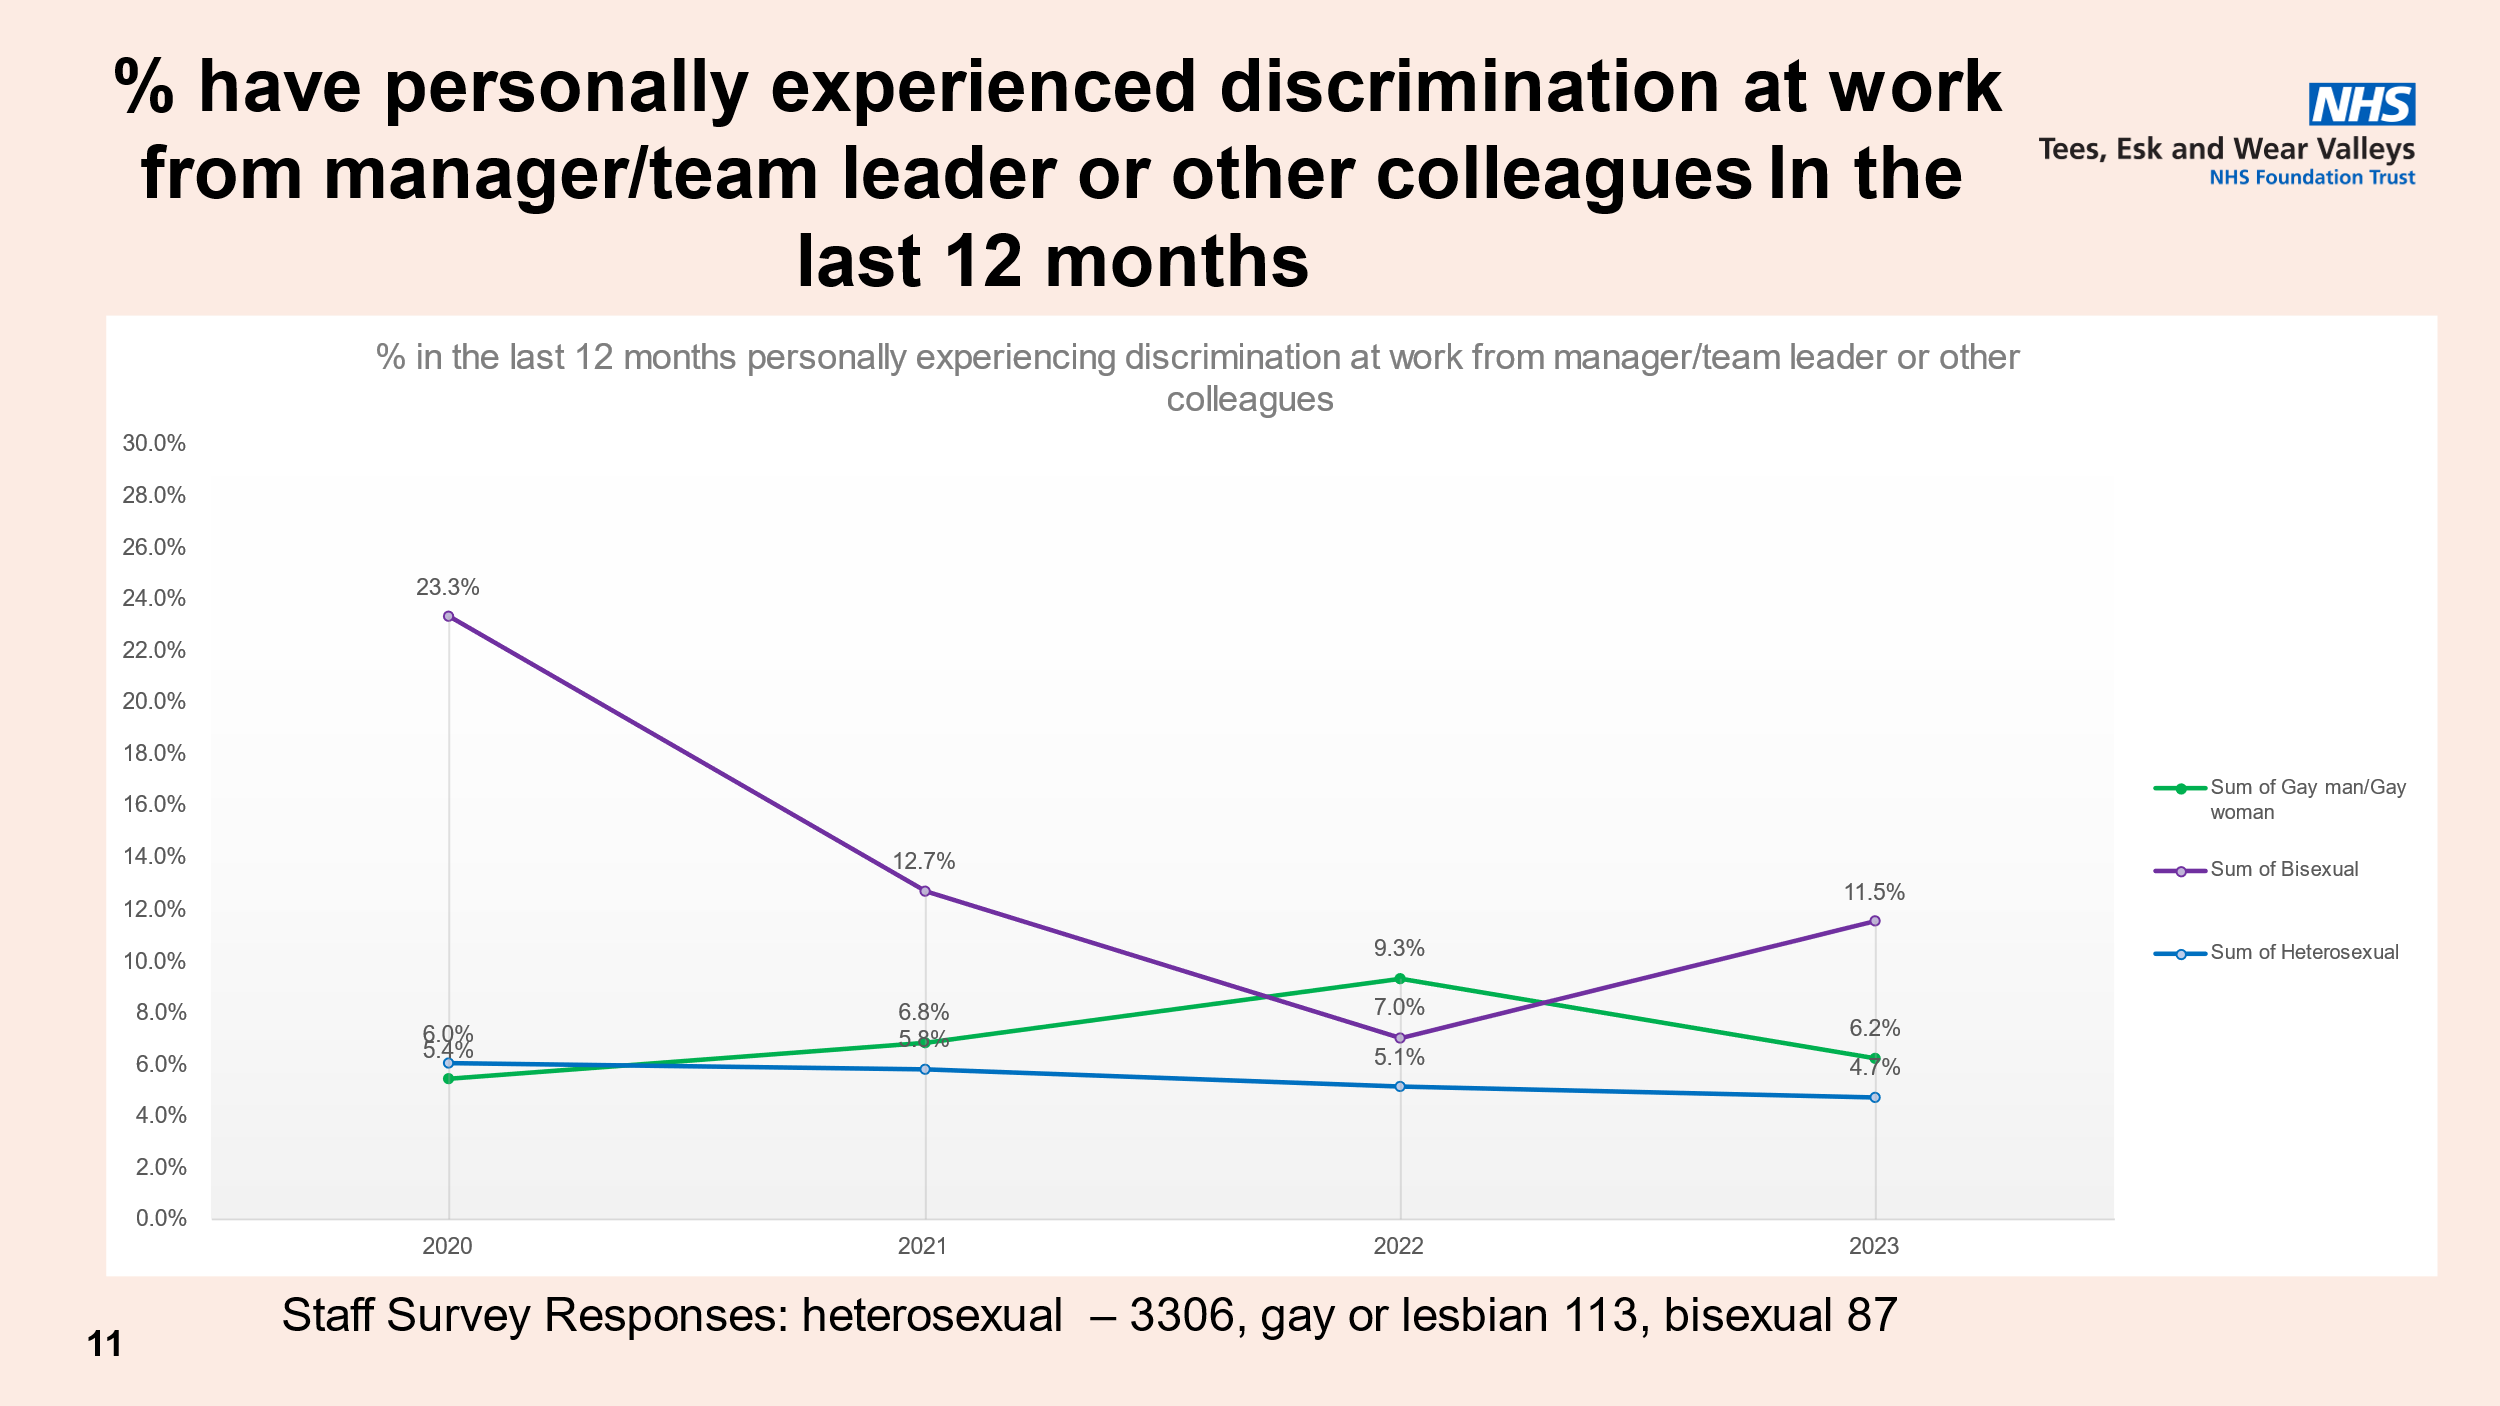 % have personally experienced discrimination at work
from manager/team leader or other colleagues In the
last 12 months
NHS
Tees, Esk and Wear Valleys
NHS Foundation Trust
% in the last 12 months personally experiencing discrimination at work from manager/team leader or other
colleagues
30.0%
28.0%
26.0%
24.0%
22.0%
20.0%
18.0%
16.0%
14.0%
12.0%
10.0%
8.0%
6.0%
4.0%
2.0%
0.0%
23.3%
12.7%
11.5%
9.3%
7.0%
6.8%
5.8%
6.0%
5.4%
5.1%
6.2%
4.7%
2020
2021
2022
2023
Sum of Gay man/Gay
woman
Sum of Bisexual
Sum of Heterosexual
Staff Survey Responses: heterosexual – 3306, gay or lesbian 113, bisexual 87
11